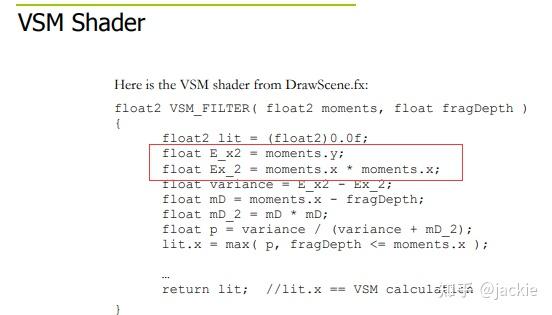 VSM Shader
Here is the VSM shader from DrawScene.fx:
float2 VSM_FILTER( float2 moments, float fragDepth )
{
float2 lit = (float2)0.0f;
float E_x2 = moments.y;
float Ex_2 = moments.x * moments.x;
float variance = E_x2 - Ex_2;
float mD = moments.x - fragDepth;
float mD_2 = mD * mD;
float p = variance / (variance + mD_2);
lit.x = max( p, fragDepth <= moments.x );
…
return lit; //lit.x == VSM calculation
}
知乎 @jackie